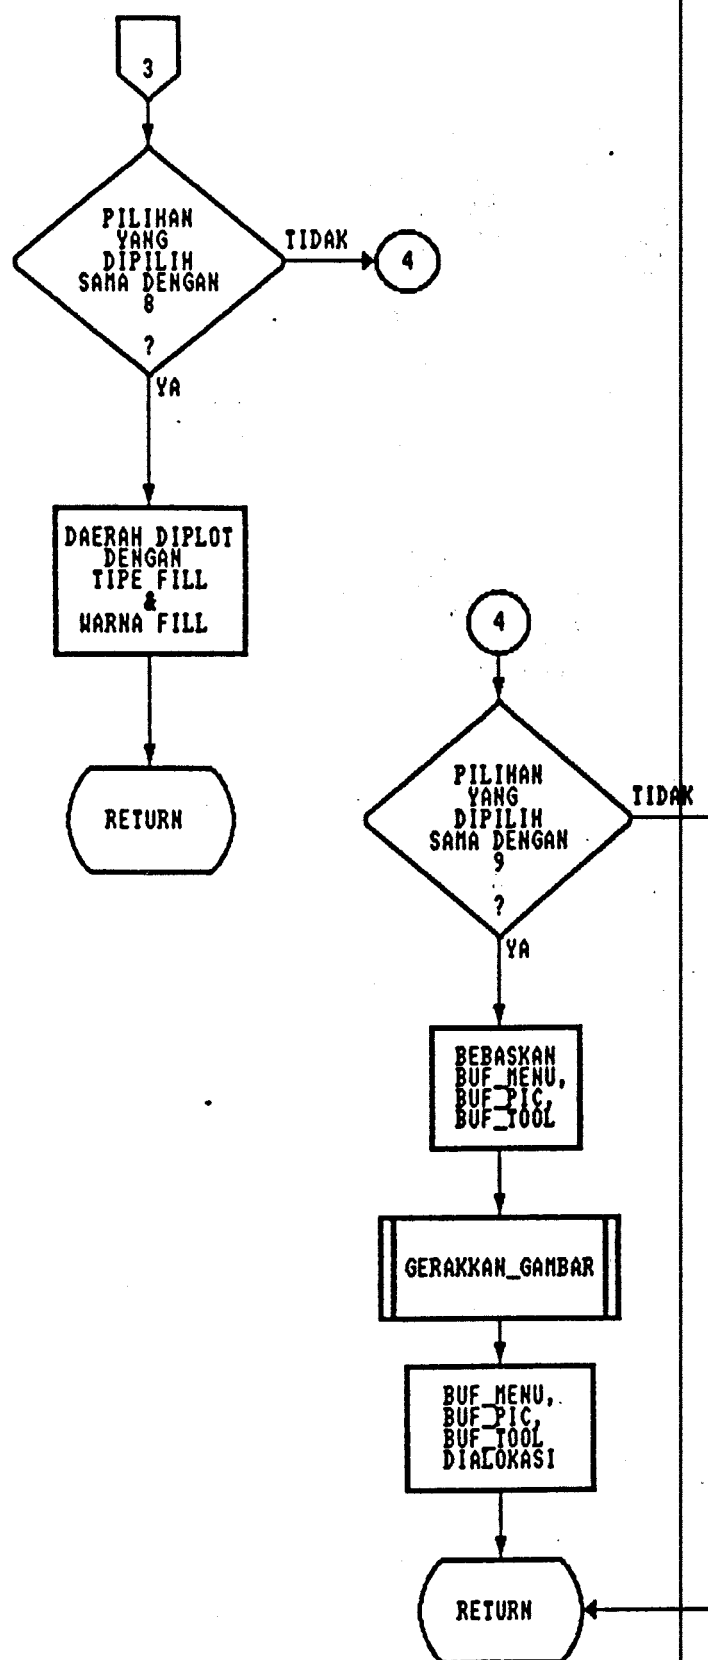 3
PILIHAN
YANG
DIPILIH
SAMA DENGAN
8
?
TIDAK
4
YA
DAERAH DIPLOT
DENGAN
TIPE FILL
&
WARNA FILL
RETURN
4
PILIHAN
YANG
DIPILIH
SAMA DENGAN
9
?
TIDAK
YA
BEBASKAN
BUF_MENU,
BUF_PIC,
BUF_TOOL
GERAKKAN_GAMBAR
BUF_MENU,
BUF_PIC,
BUF_TOOL
DIALOKASI
RETURN